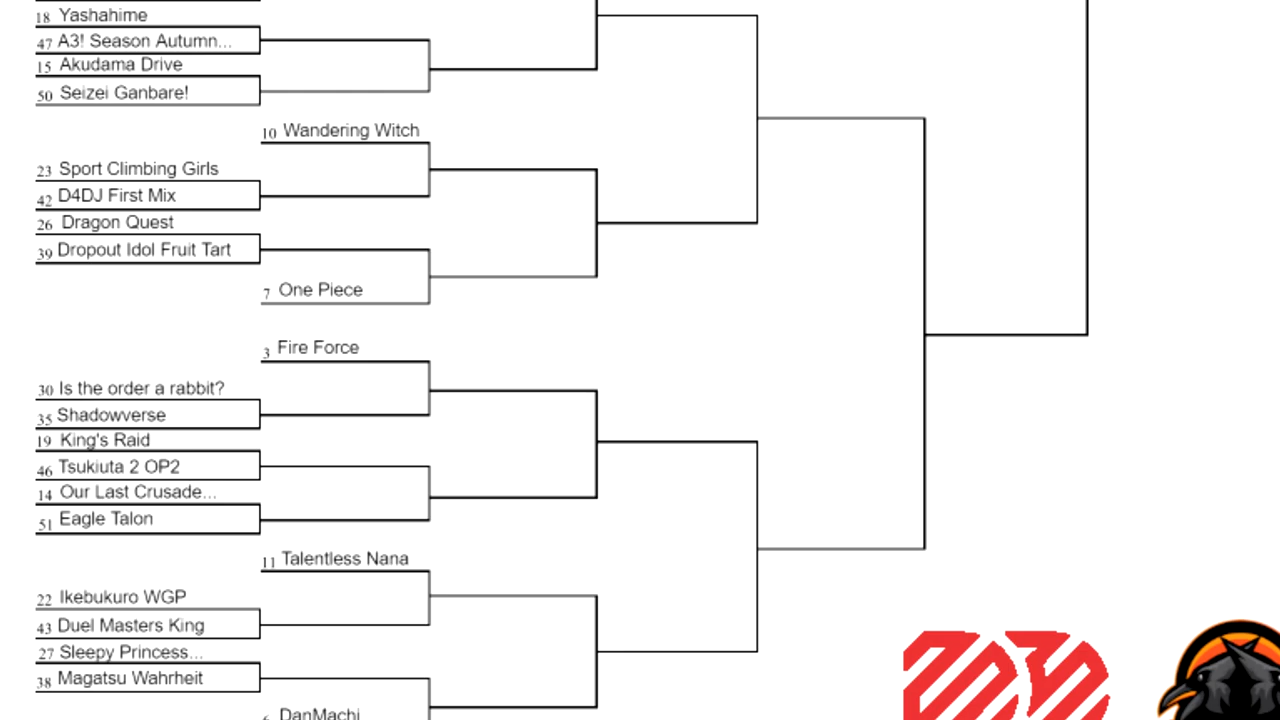 18 Yashahime
47 A3! Season Autumn...
15 Akudama Drive
50 Seizei Ganbare!
10 Wandering Witch
23 Sport Climbing Girls
42 D4DJ First Mix
26 Dragon Quest
39 Dropout Idol Fruit Tart
7 One Piece
3 Fire Force
30 Is the order a rabbit?
35 Shadowverse
19 King's Raid
46 Tsukiuta 2 OP2
14 Our Last Crusade...
51 Eagle Talon
11 Talentless Nana
22 Ikebukuro WGP
43 Duel Masters King
27 Sleepy Princess...
38 Magatsu Wahrheit
6 DanMachi